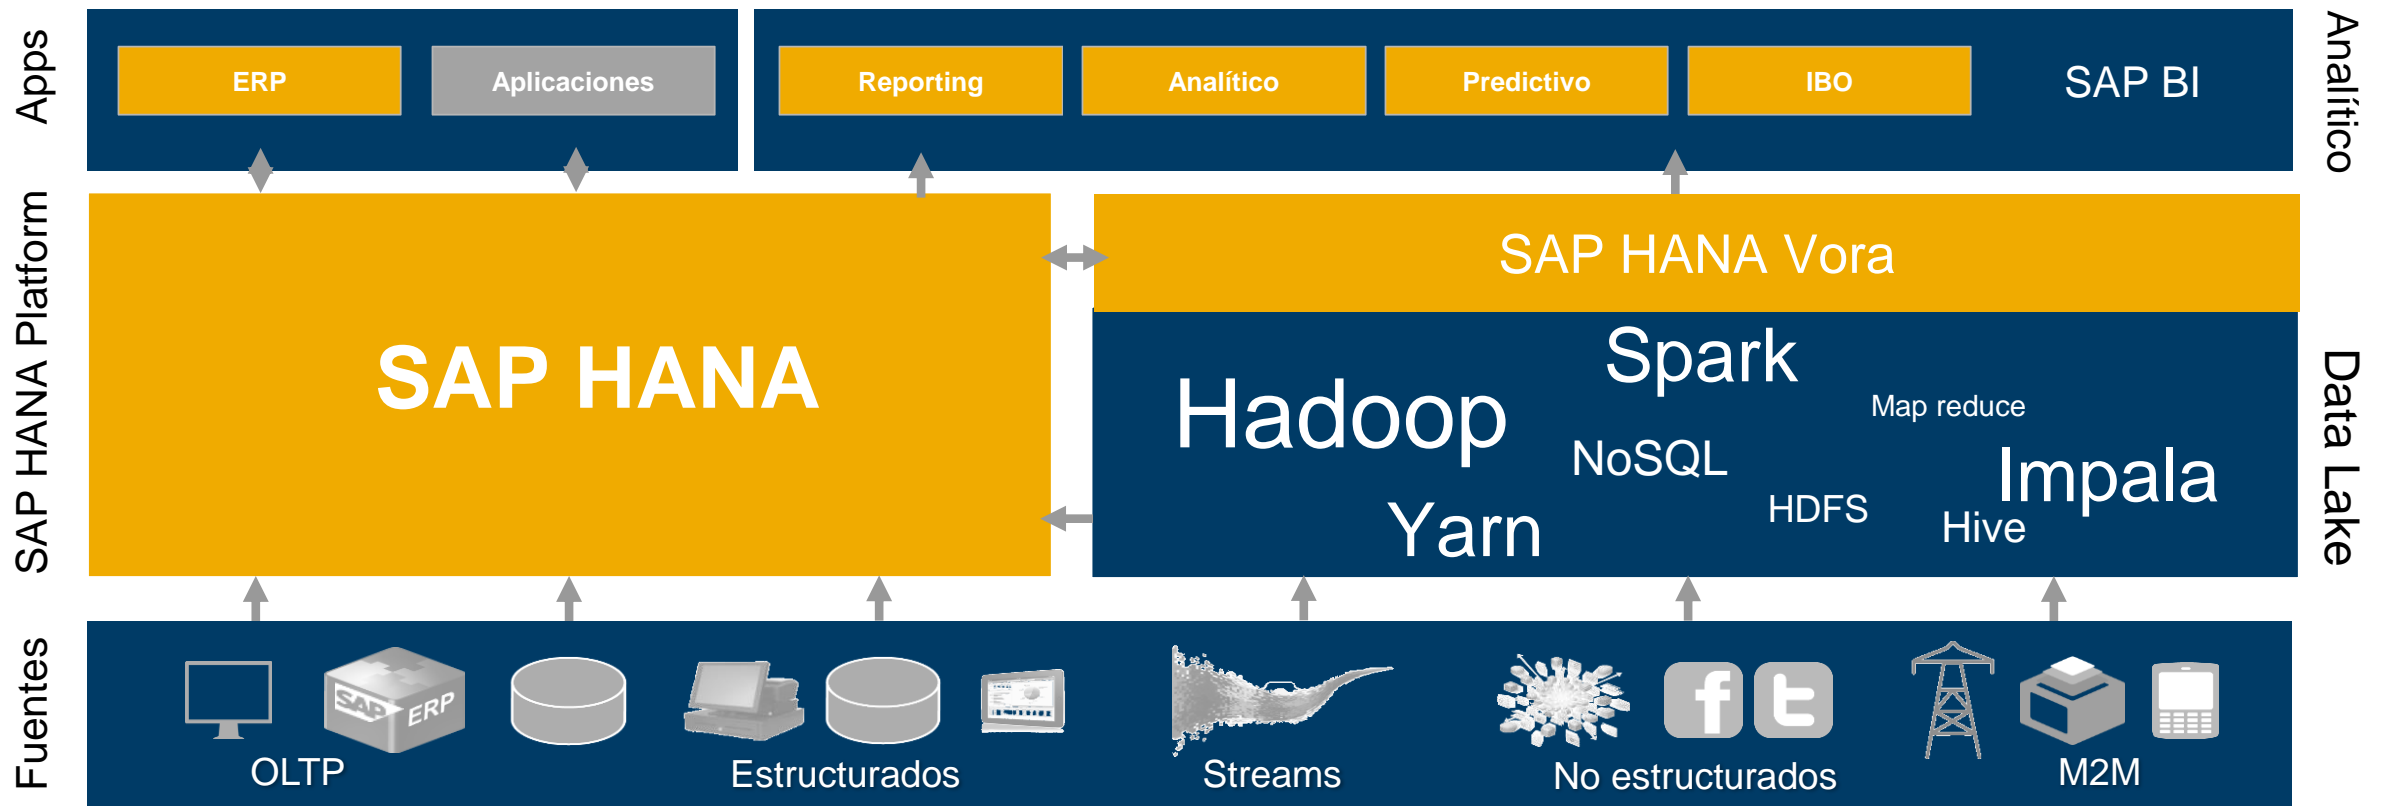 Apps
ERP
Aplicaciones
Reporting
Analítico
Predictivo
IBO
SAP BI
Analítico
SAP HANA Platform
SAP HANA
SAP HANA Vora
Spark
Hadoop
Map reduce
NoSQL
Impala
HDFS
Yarn
Hive
Data Lake
Fuentes
SAP ERP
OLTP
Estructurados
Streams
No estructurados
M2M